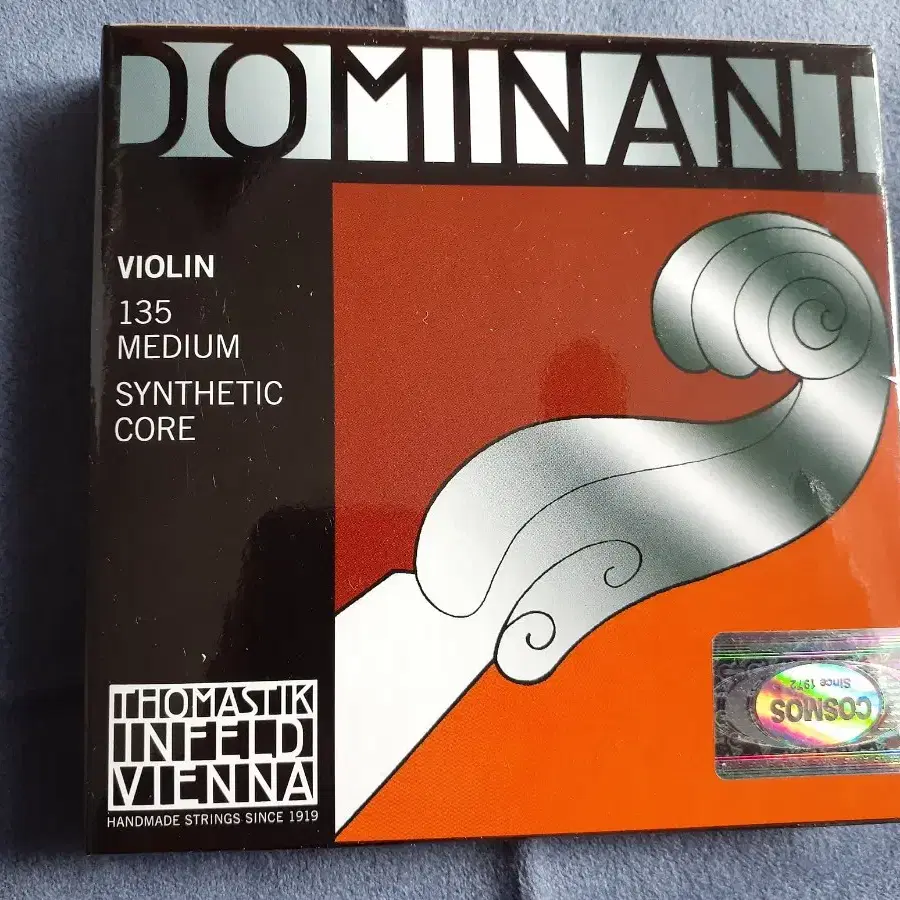 DOMINANT
VIOLIN
135
MEDIUM
SYNTHETIC
CORE
THOMASTIK
INFELD
VIENNA
HANDMADE STRINGS SINCE 1919
COSMOS
Since 1972